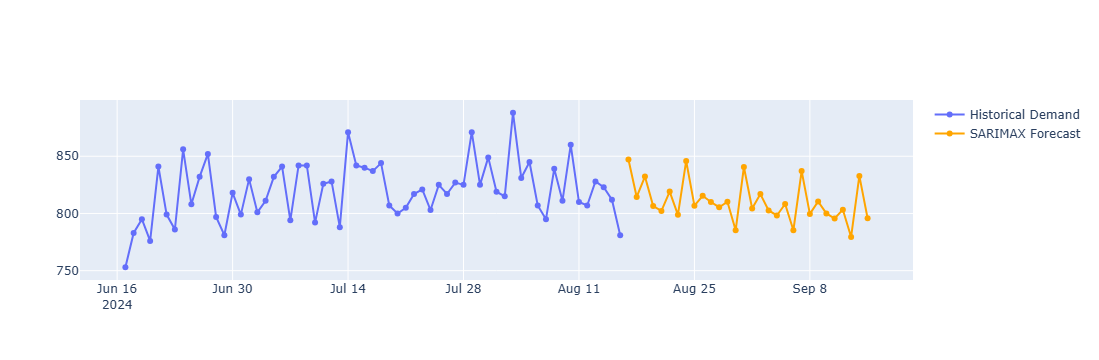 Historical Demand
SARIMAX Forecast
850
800
750
Jun 16 Jun 30 Jul 14 Jul 28 Aug 11 Aug 25 Sep 8
2024